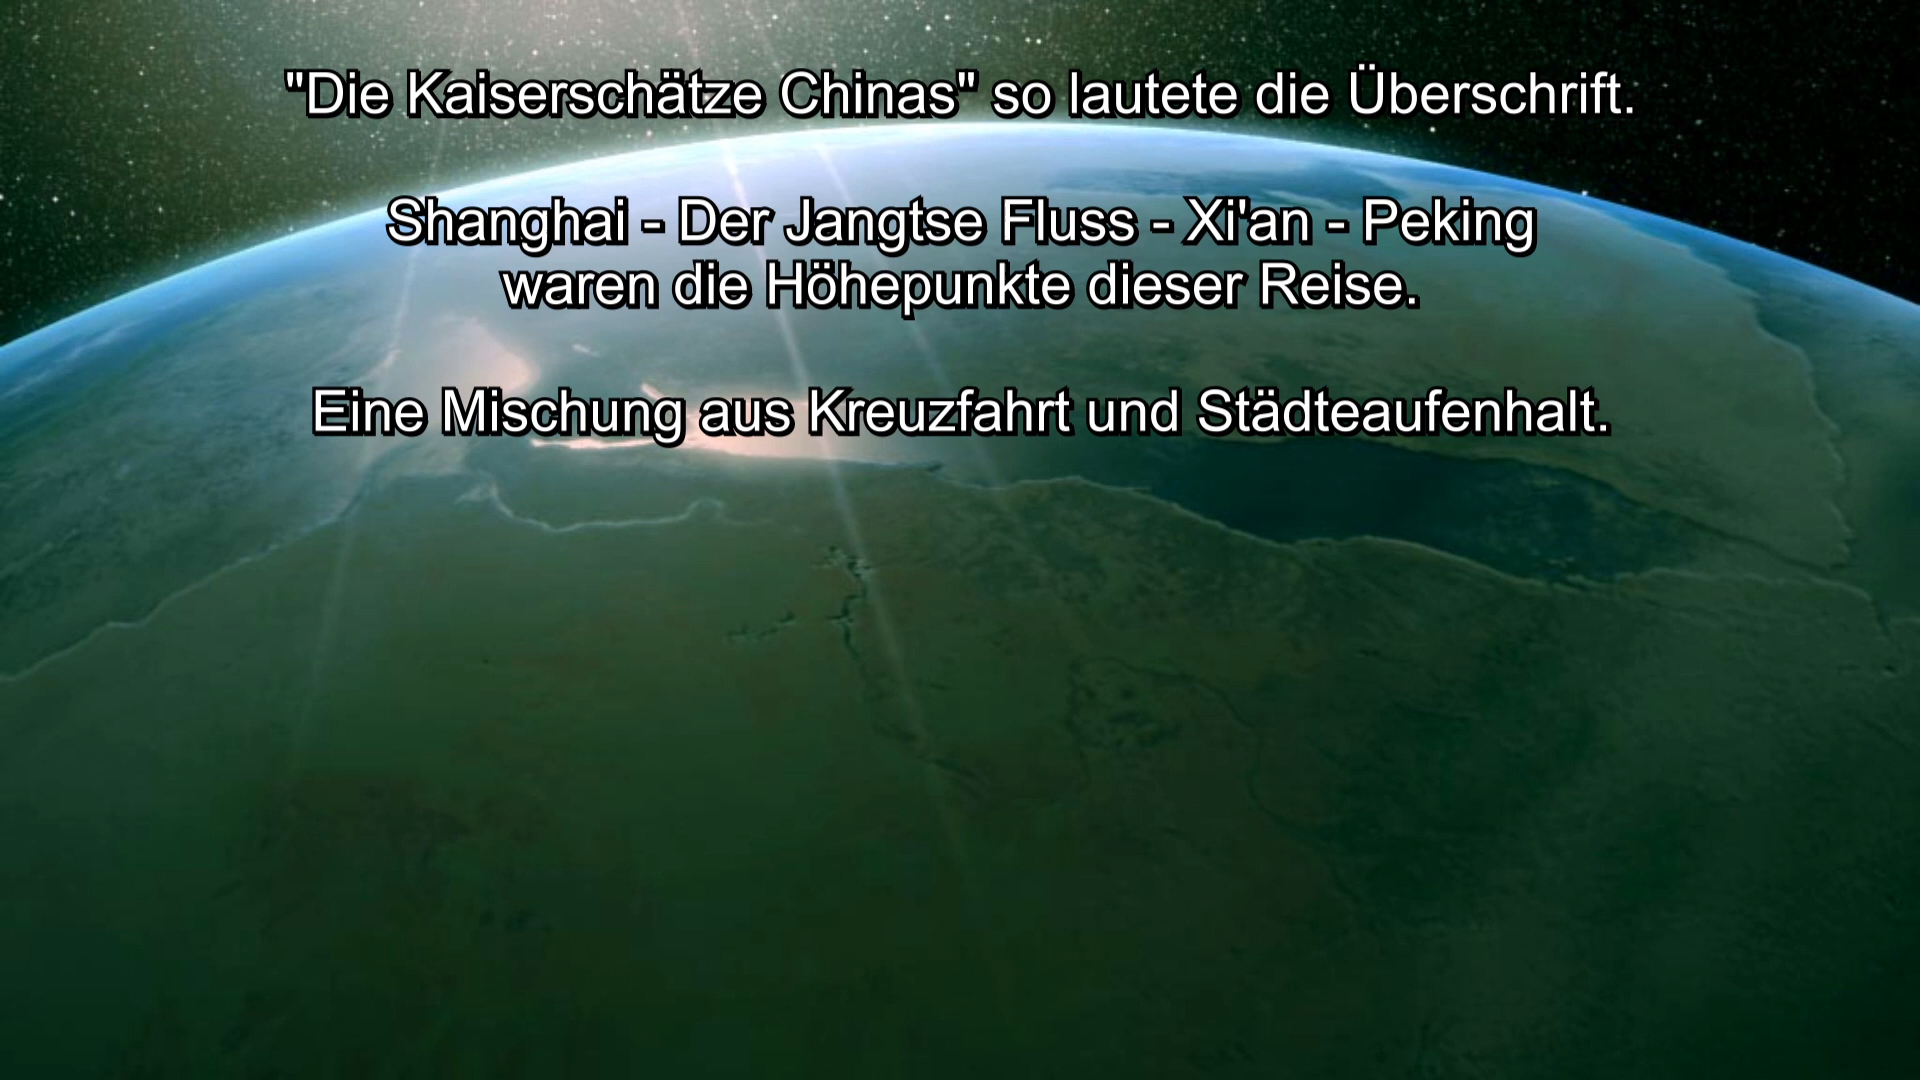 "Die Kaiserschätze Chinas" so lautete die Überschrift.
Shanghai - Der Jangtse Fluss - Xi'an - Peking
waren die Höhepunkte dieser Reise.
Eine Mischung aus Kreuzfahrt und Städteaufenhalt.